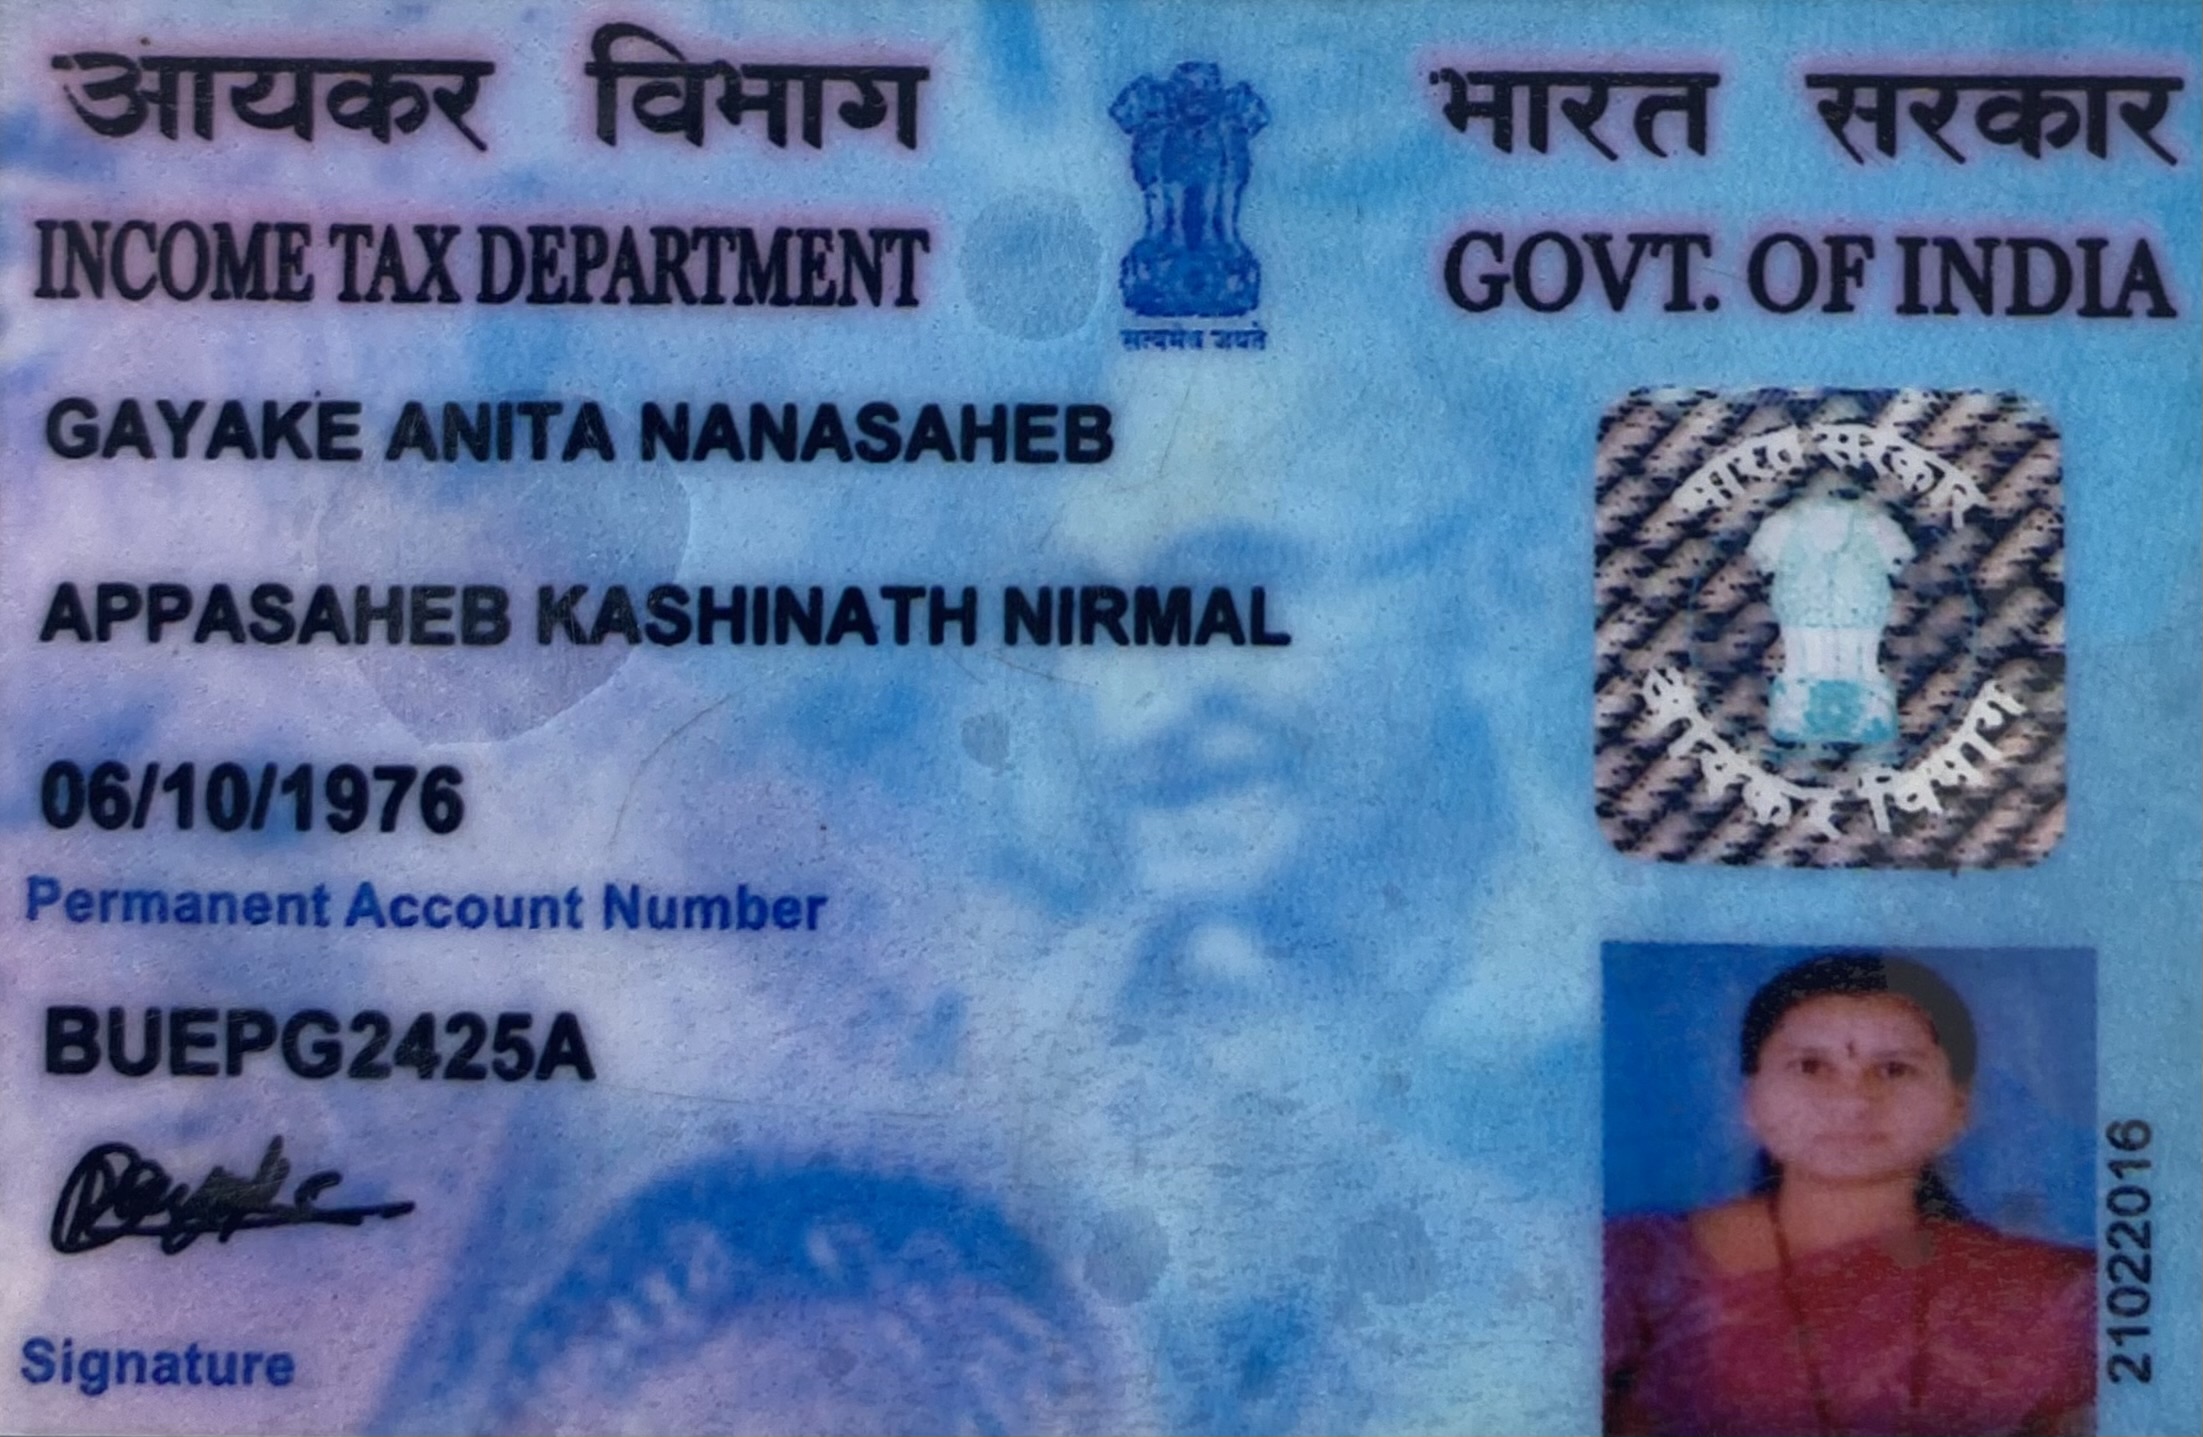 आयकर विभाग
INCOME TAX DEPARTMENT
सत्यमेव जयते
भारत सरकार
GOVT. OF INDIA
GAYAKE ANITA NANASAHEB
APPASAHEB KASHINATH NIRMAL
06/10/1976
Permanent Account Number
BUEPG2425A
Signature
भारत सरकार
आयकर विभाग
21022016